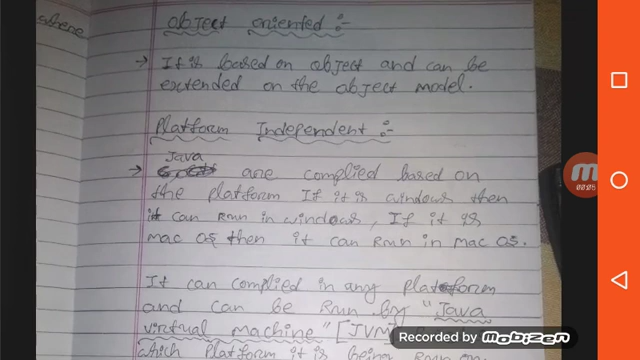 where
Object oriented :-
→ It is based on object and can be
extended on the object model.
Platform Independent :-
Java
→ are complied based on
the platform If it is windows then
it can Run in windows, If it is
mac OS then it can Run in mac OS.
It can complied in any platform
and can be Run by "Java
virtual machine" [JVM]
which platform it is being run on
00:05
Recorded by mobizen